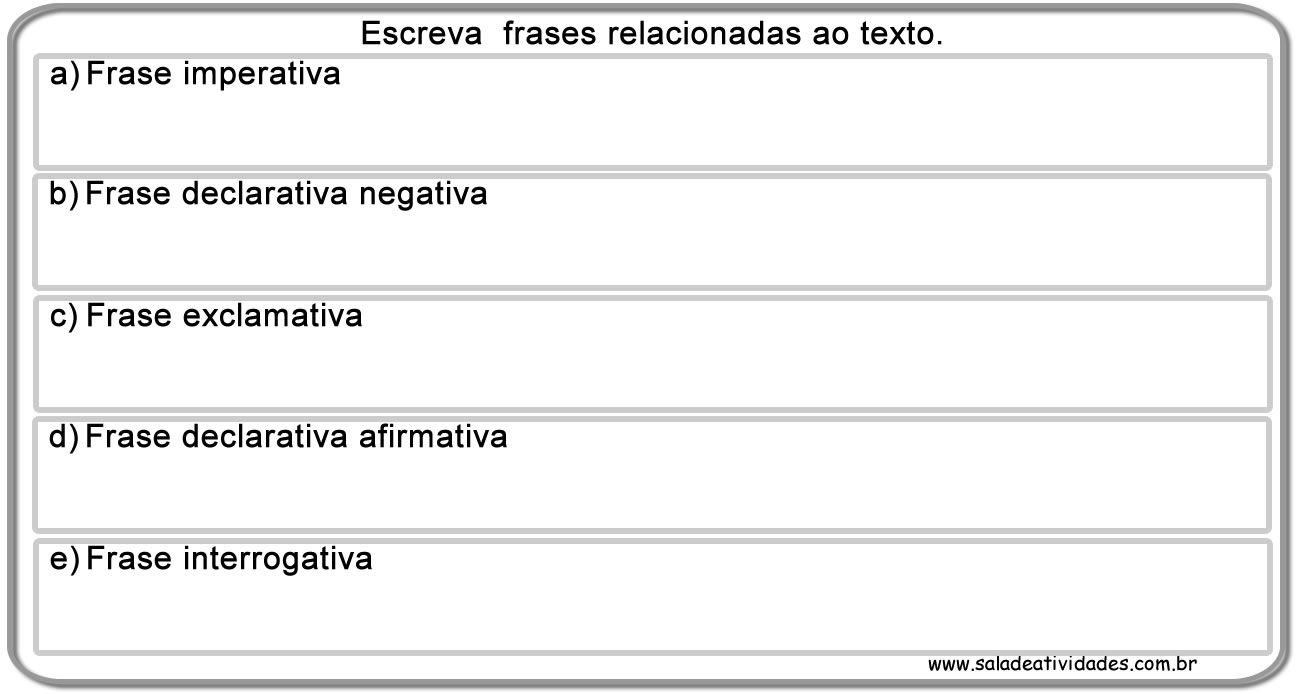 Escreva  frases relacionadas ao texto.
a) Frase imperativa
b) Frase declarativa negativa
c) Frase exclamativa
d) Frase declarativa afirmativa
e) Frase interrogativa
www.saladeatividades.com.br